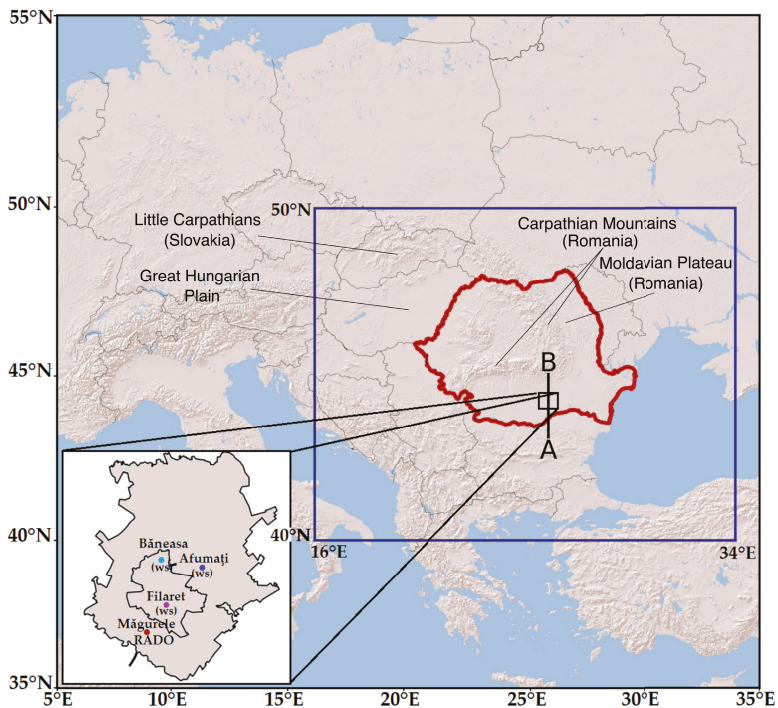 55°N
50°N
50°N
Little Carpathians
(Slovakia)
Carpathian Mountains
(Romania)
Great Hungarian
Plain
Moldavian Plateau
(Romania)
45°N
B
A
40°N
40°N
16°E
34°E
Băneasa
(ws)
Afumaţi
(ws)
Filaret
(ws)
Măgurele
RADO
35°N
5°E
10°E
15°E
20°E
25°E
30°E
35°E